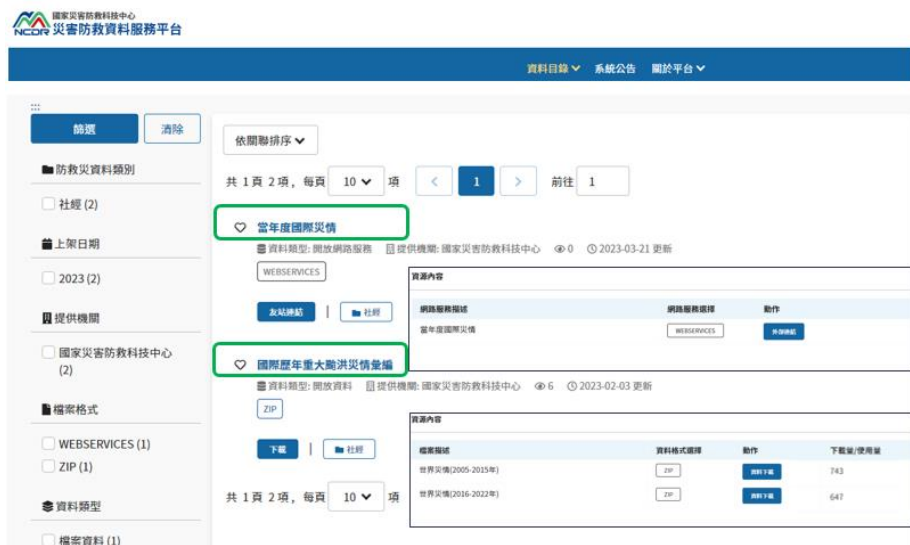 國家災害防救科技中心
NCDR 災害防救資料服務平台
資料目錄 系統公告 關於平台
篩選 清除
防救災資料類別
社經 (2)
上架日期
2023 (2)
提供機關
國家災害防救科技中心
(2)
檔案格式
WEBSERVICES (1)
ZIP (1)
資料類型
檔案資料 (1)
依關聯排序
共 1 頁 2 項, 每頁 10 項 < 1 > 前往 1
當年度國際災情
資料類型: 開放網路服務 提供機關: 國家災害防救科技中心 0 2023-03-21 更新
WEBSERVICES
友站連結 | 社經
資源內容
網路服務描述 網路服務選擇 動作
當年度國際災情 WEBSERVICES 外部連結
國際歷年重大颱洪災情彙編
資料類型: 開放資料 提供機關: 國家災害防救科技中心 6 2023-02-03 更新
ZIP
下載 | 社經
資源內容
檔案描述 資料格式選擇 動作 下載量/使用量
世界災情(2005-2015年) ZIP 資料下載 743
世界災情(2016-2022年) ZIP 資料下載 647
共 1 頁 2 項, 每頁 10 項